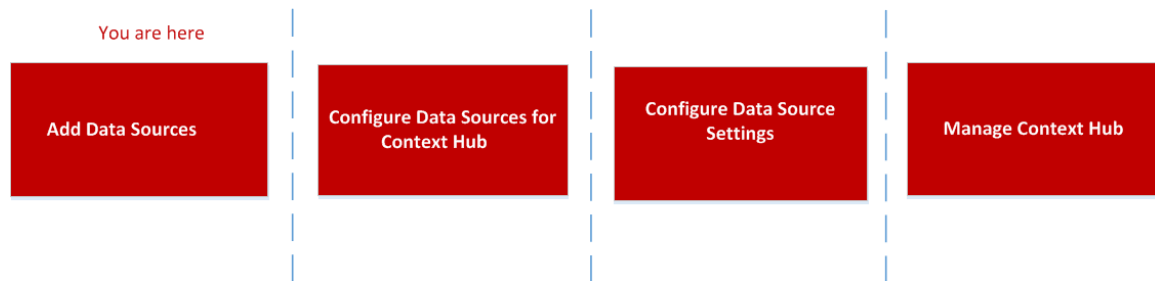 You are here
Add Data Sources
Configure Data Sources for
Context Hub
Configure Data Source
Settings
Manage Context Hub